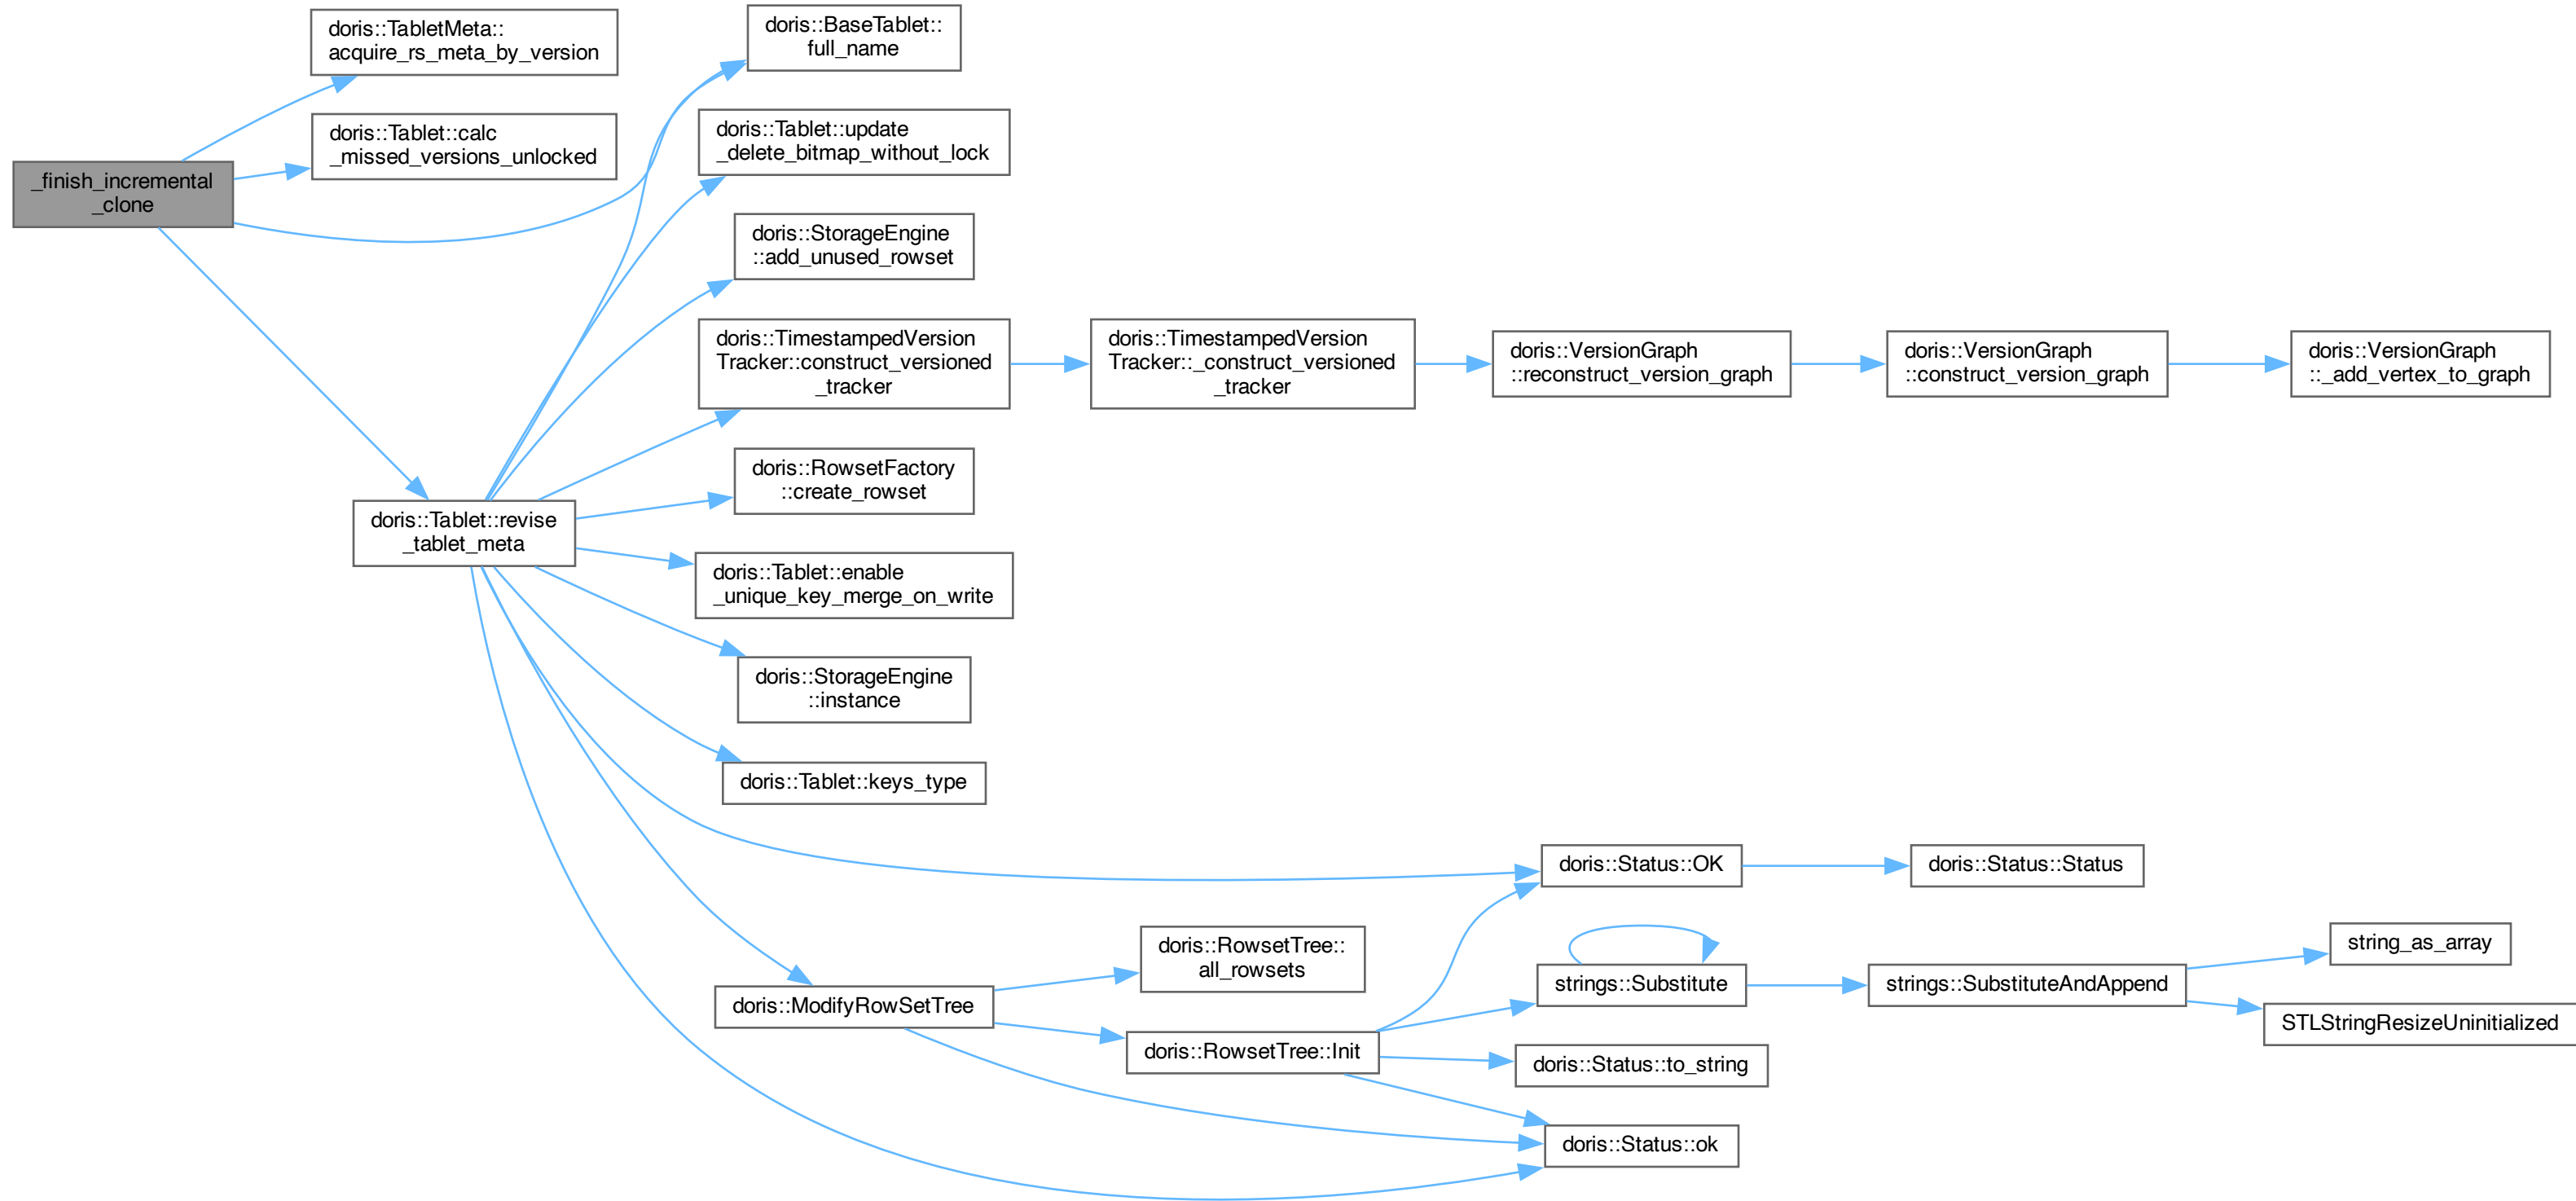 _finish_incremental
_clone
doris::TabletMeta::
acquire_rs_meta_by_version
doris::Tablet::calc
_missed_versions_unlocked
doris::BaseTablet::
full_name
doris::Tablet::revise
_tablet_meta
doris::Tablet::update
_delete_bitmap_without_lock
doris::StorageEngine
::add_unused_rowset
doris::TimestampedVersion
Tracker::construct_versioned
_tracker
doris::TimestampedVersion
Tracker::_construct_versioned
_tracker
doris::VersionGraph
::reconstruct_version_graph
doris::VersionGraph
::construct_version_graph
doris::VersionGraph
::_add_vertex_to_graph
doris::RowsetFactory
::create_rowset
doris::Tablet::enable
_unique_key_merge_on_write
doris::StorageEngine
::instance
doris::Tablet::keys_type
doris::ModifyRowSetTree
doris::RowsetTree::
all_rowsets
doris::RowsetTree::Init
doris::Status::OK
doris::Status::Status
strings::Substitute
strings::SubstituteAndAppend
string_as_array
STLStringResizeUninitialized
doris::Status::to_string
doris::Status::ok